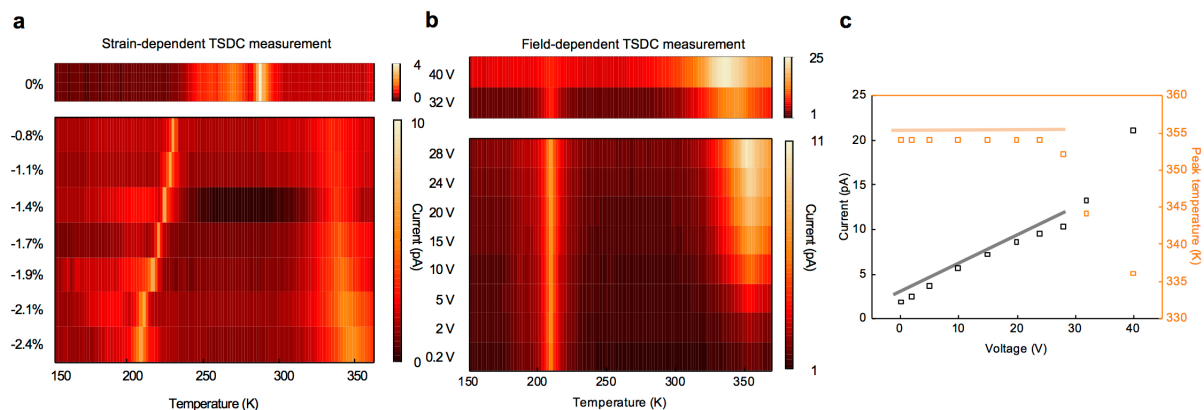 a
Strain-dependent TSDC measurement
0%
4
0
-0.8%
-1.1%
-1.4%
-1.7%
-1.9%
-2.1%
-2.4%
10
0
Current (pA)
150 200 250 300 350
Temperature (K)
b
Field-dependent TSDC measurement
40 V
32 V
25
1
28 V
24 V
20 V
15 V
10 V
5 V
2 V
0.2 V
11
1
Current (pA)
150 200 250 300 350
Temperature (K)
c
25
20
15
10
5
0
Current (pA)
0 10 20 30 40
Voltage (V)
360
355
350
345
340
335
330
Peak temperature (K)